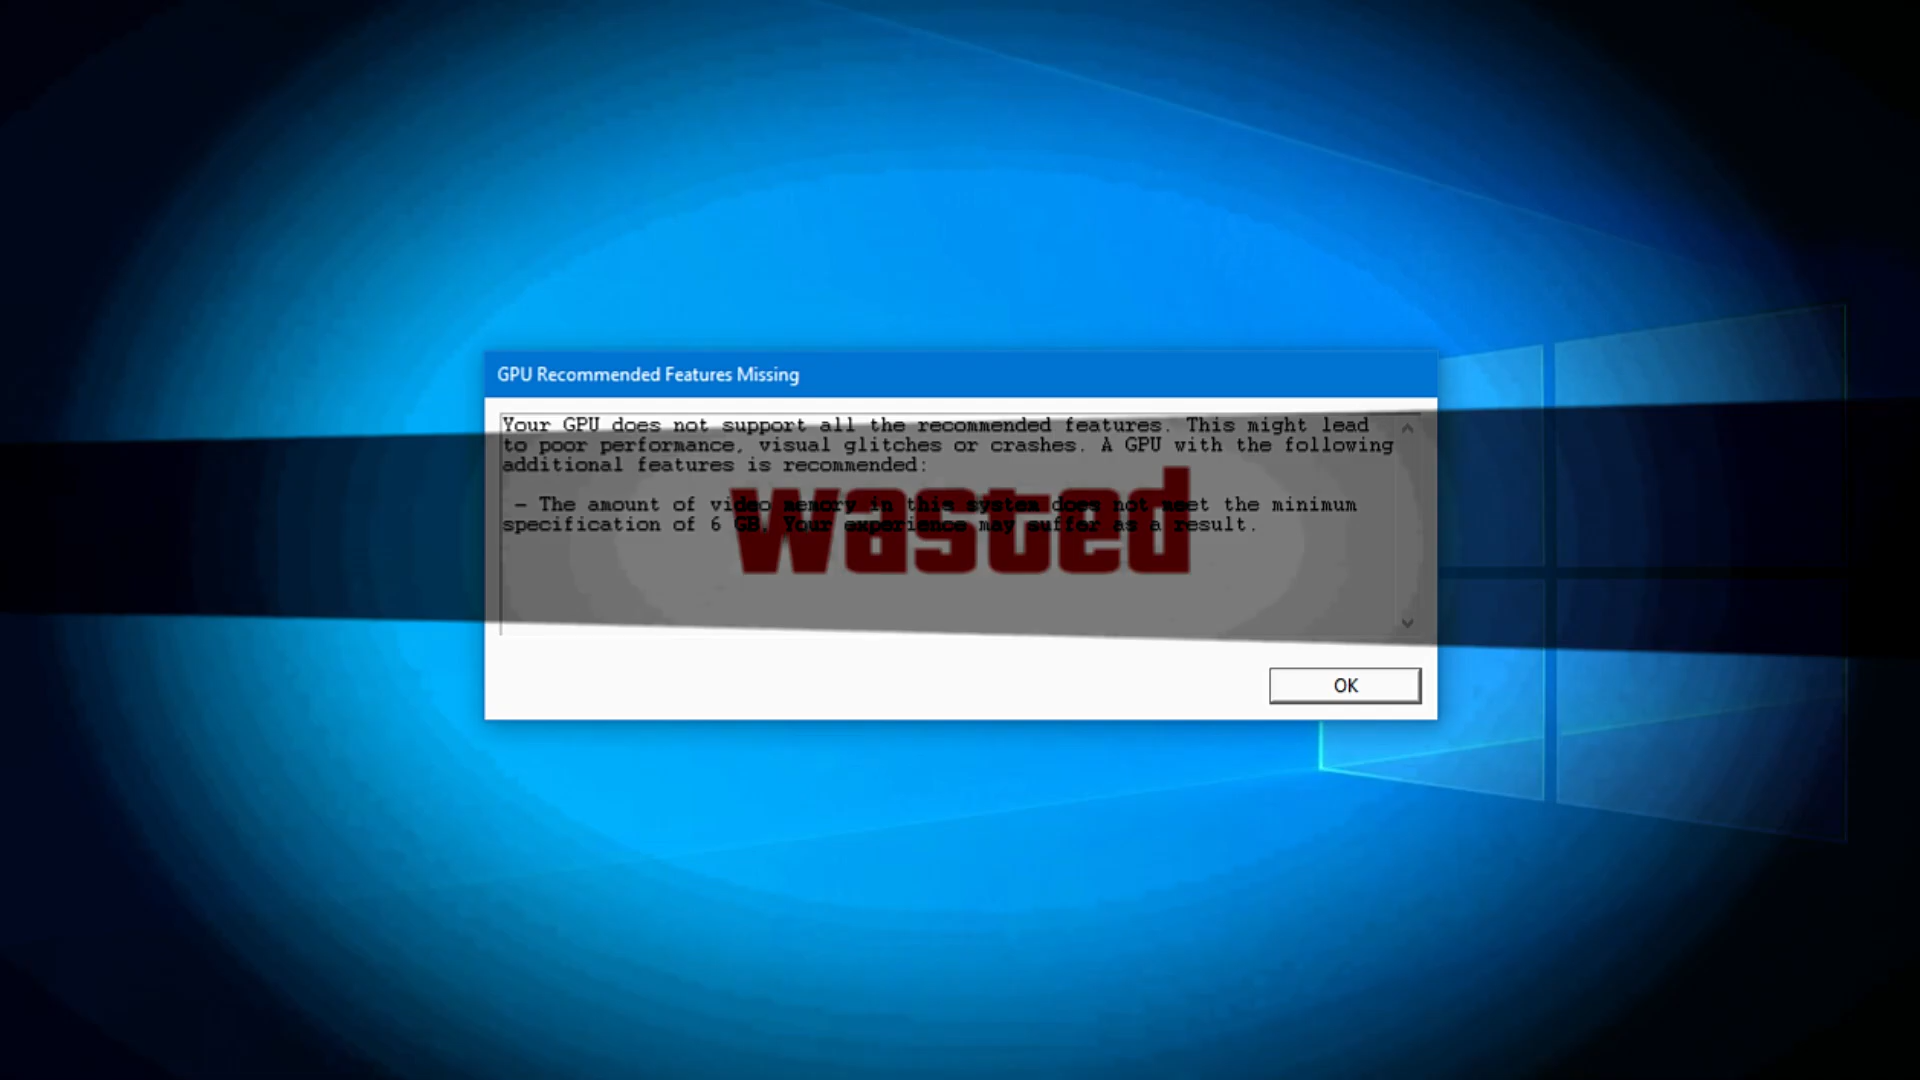 GPU Recommended Features Missing
Your GPU does not support all the recommended features. This might lead
to poor performance, visual glitches or crashes. A GPU with the following
additional features is recommended:
- The amount of video memory in this system does not meet the minimum
specification of 6 GB. Your experience may suffer as a result.
wasted
OK